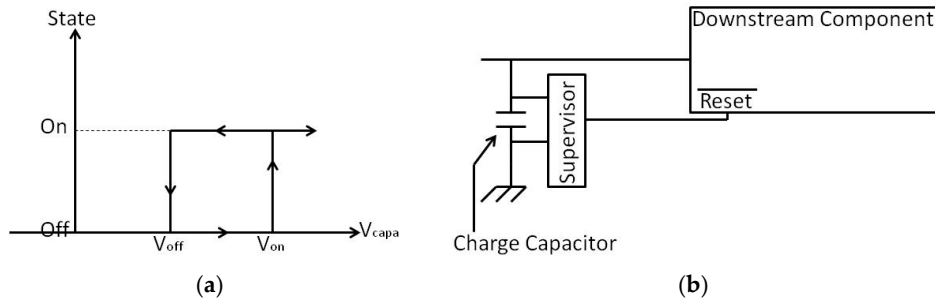 State
On
Off
Voff
Von
Vcapa
(a)
Downstream Component
Reset
Supervisor
Charge Capacitor
(b)